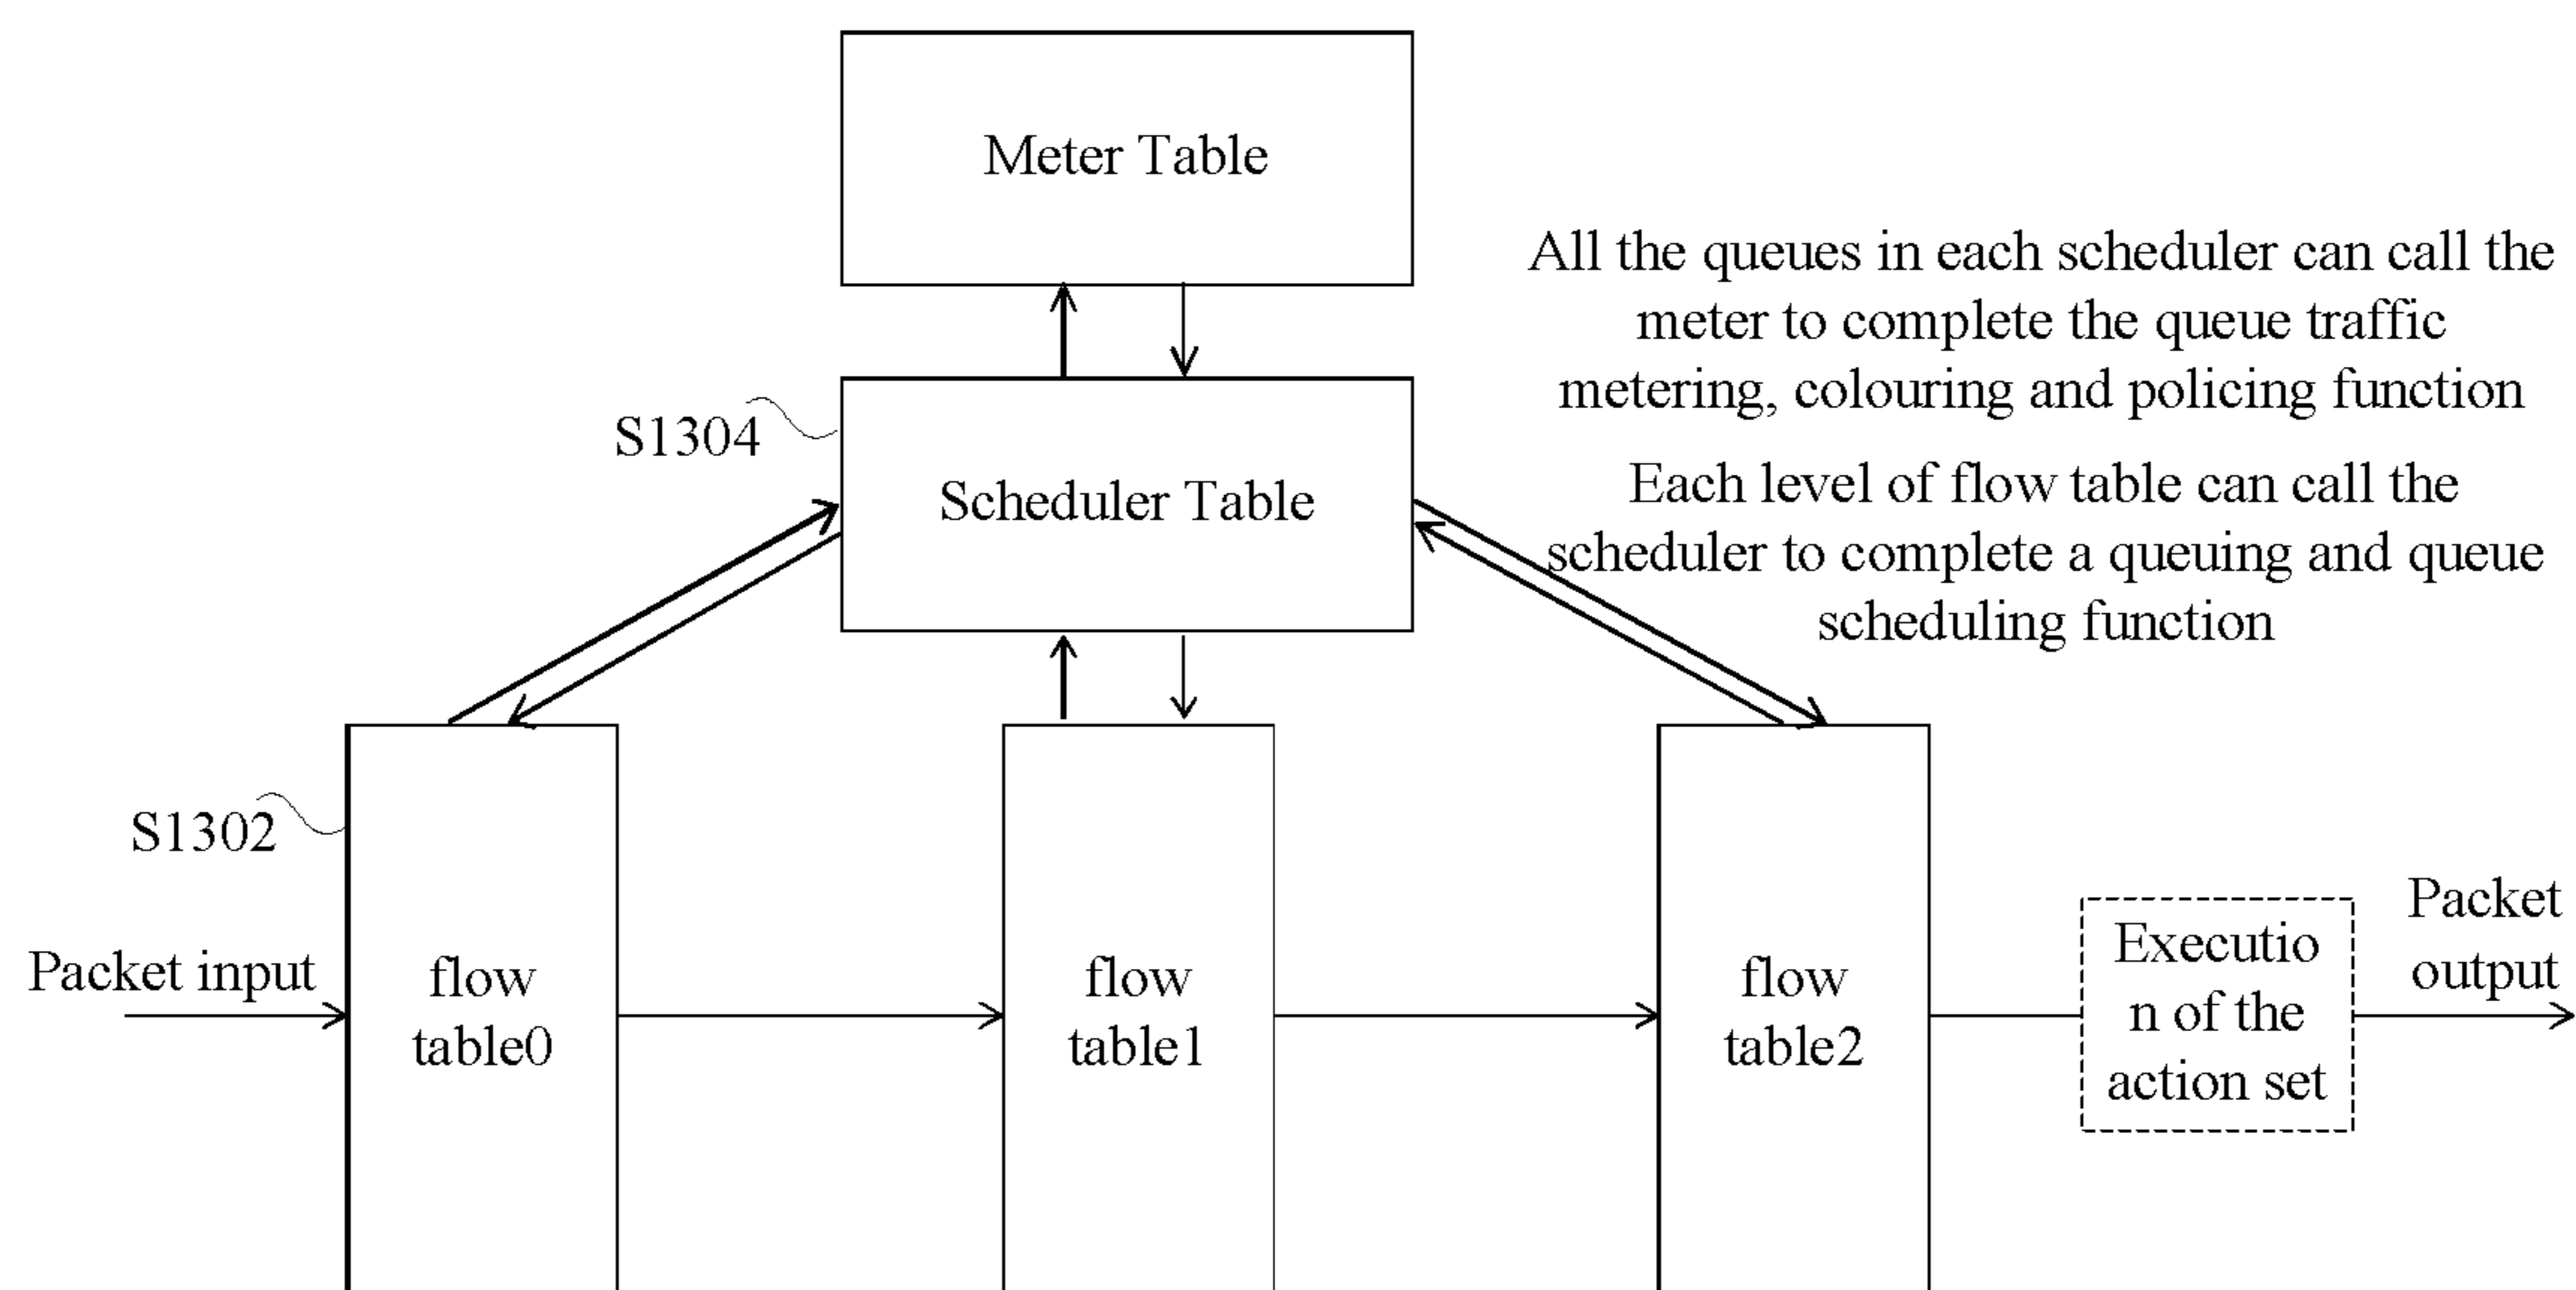 Meter Table
All the queues in each scheduler can call the
meter to complete the queue traffic
metering, colouring and policing function
S1304
Scheduler Table
Each level of flow table can call the
scheduler to complete a queuing and queue
scheduling function
S1302
Packet input
flow
table0
flow
table1
flow
table2
Executio
n of the
action set
Packet
output